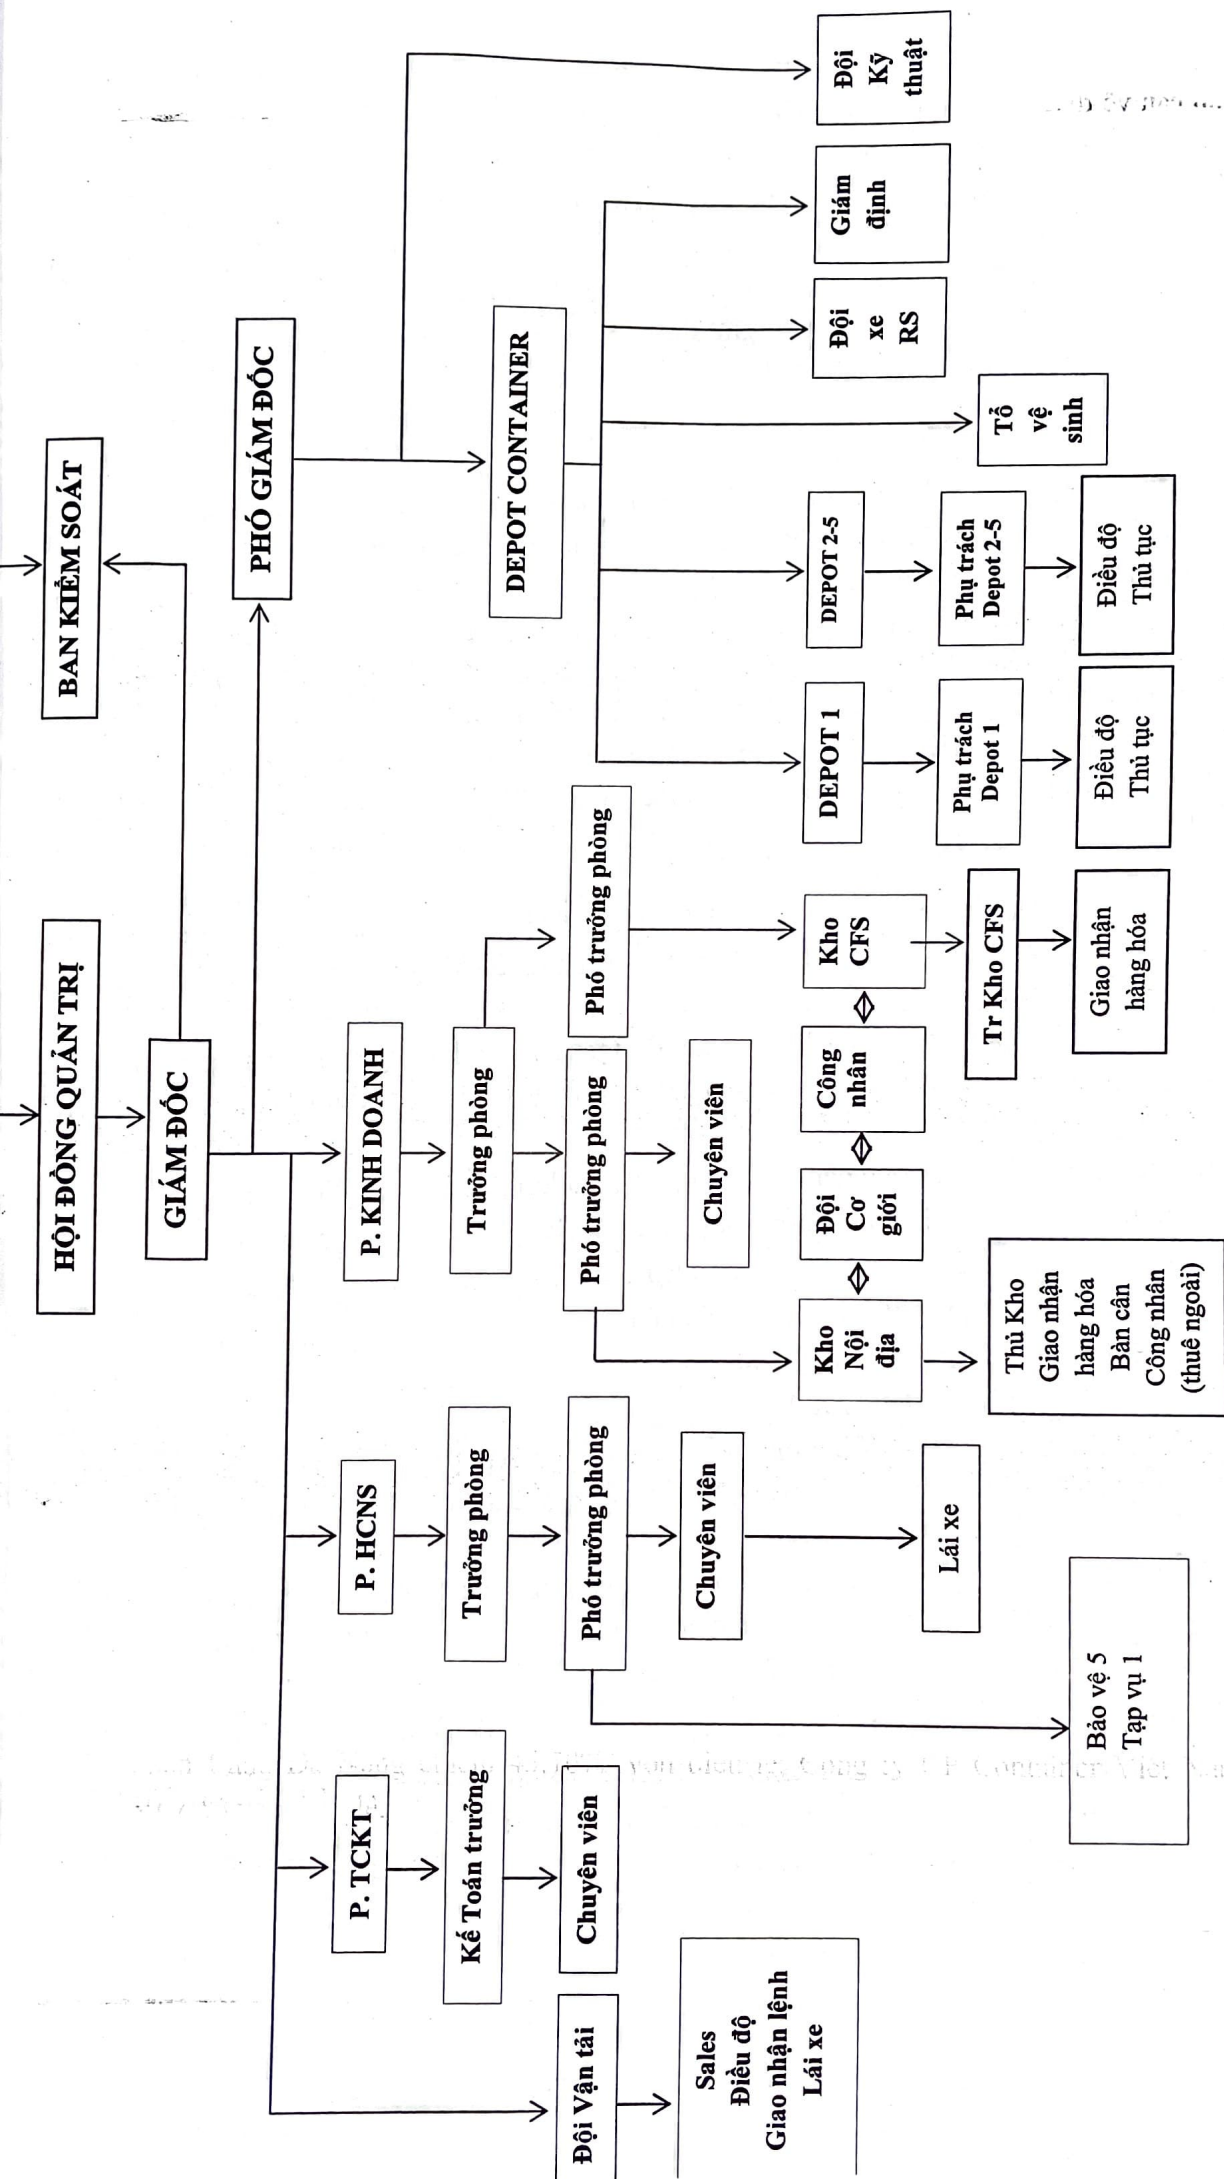 HỘI ĐỒNG QUẢN TRỊ
BAN KIỂM SOÁT
GIÁM ĐỐC
PHÓ GIÁM ĐỐC
P. TCKT
P. HCNS
P. KINH DOANH
Kế Toán trưởng
Trưởng phòng
Trưởng phòng
DEPOT CONTAINER
Đội Vận tải
Chuyên viên
Phó trưởng phòng
Phó trưởng phòng
Phó trưởng phòng
Sales
Điều độ
Giao nhận lệnh
Lái xe
Chuyên viên
Chuyên viên
Kho
Nội
địa
Đội
Cơ
giới
Công
nhân
Kho
CFS
DEPOT 1
DEPOT 2-5
Đội
xe
RS
Giám
định
Đội
Kỹ
thuật
Lái xe
Tr Kho CFS
Phụ trách
Depot 1
Phụ trách
Depot 2-5
Tổ
vệ
sinh
Bảo vệ 5
Tạp vụ 1
Thủ Kho
Giao nhận
hàng hóa
Bàn cân
Công nhân
(thuê ngoài)
Giao nhận
hàng hóa
Điều độ
Thủ tục
Điều độ
Thủ tục